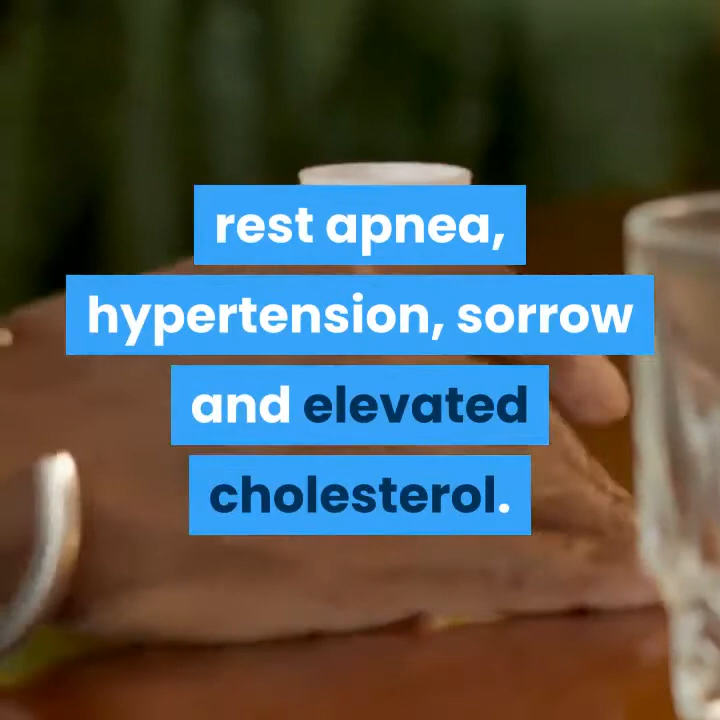 rest apnea,
hypertension, sorrow
and elevated
cholesterol.